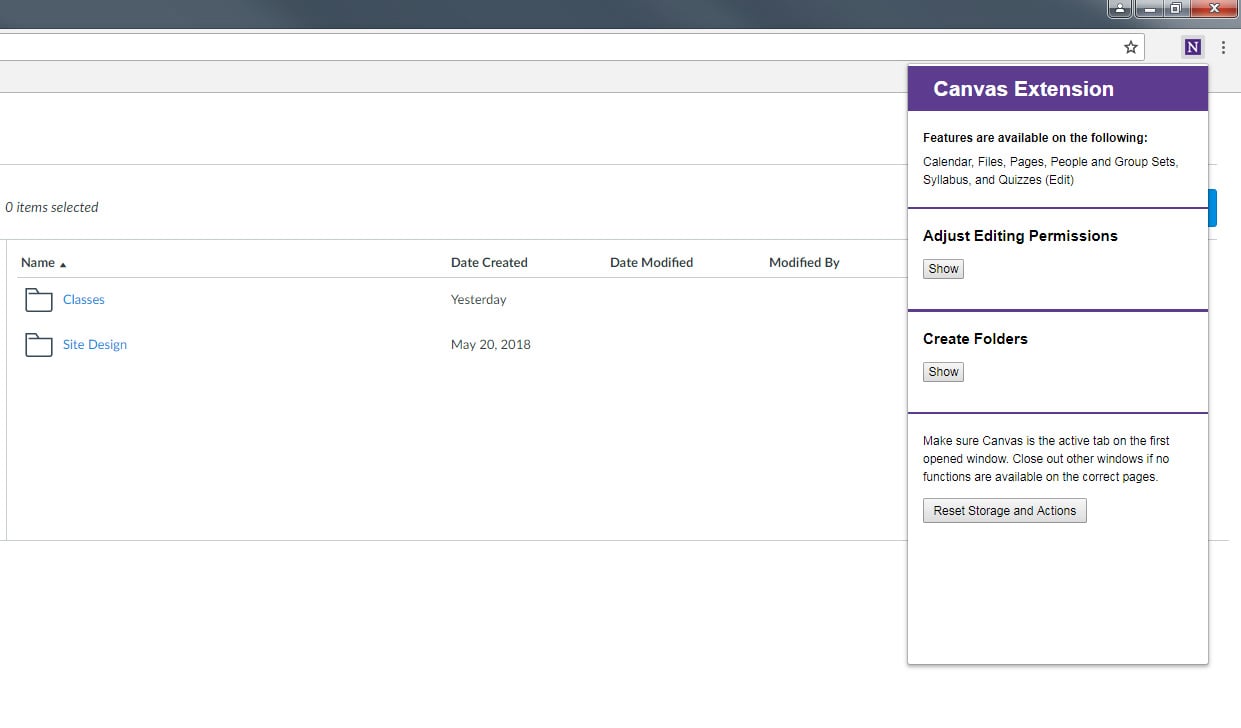 N
Canvas Extension
Features are available on the following:
Calendar, Files, Pages, People and Group Sets,
Syllabus, and Quizzes (Edit)
0 items selected
Adjust Editing Permissions
Show
Name Date Created Date Modified Modified By
Classes Yesterday
Site Design May 20, 2018
Create Folders
Show
Make sure Canvas is the active tab on the first
opened window. Close out other windows if no
functions are available on the correct pages.
Reset Storage and Actions